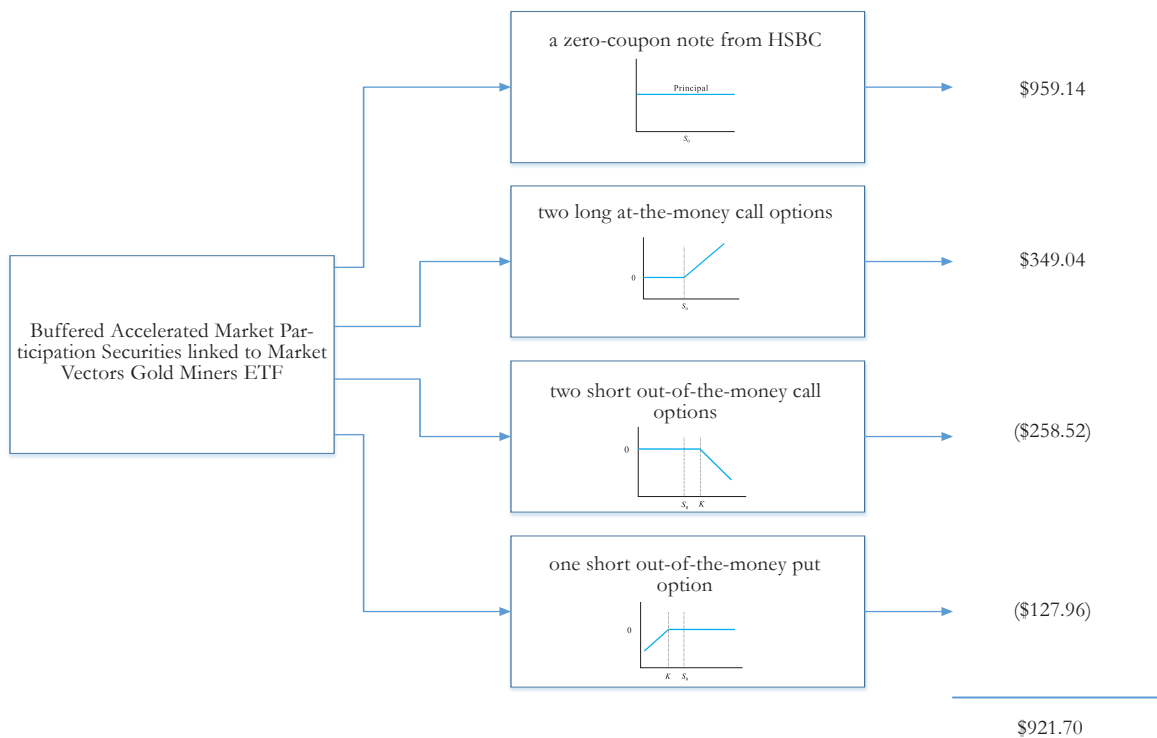 a zero-coupon note from HSBC
Principal
S₀
$959.14
two long at-the-money call options
0
S₀
$349.04
Buffered Accelerated Market Par-
ticipation Securities linked to Market
Vectors Gold Miners ETF
two short out-of-the-money call
options
0
S₀ K
($258.52)
one short out-of-the-money put
option
0
K S₀
($127.96)
$921.70